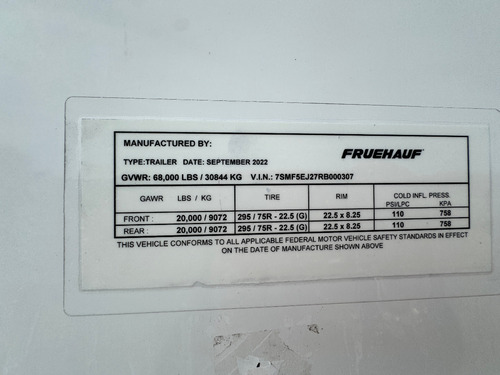 MANUFACTURED BY:
FRUEHAUF
TYPE:TRAILER DATE: SEPTEMBER 2022
GVWR: 68,000 LBS / 30844 KG V.I.N.: 7SMF5EJ27RB000307
GAWR LBS / KG TIRE RIM COLD INFL. PRESS.
PSI/LPC KPA
FRONT : 20,000 / 9072 295 / 75R - 22.5 (G) 22.5 x 8.25 110 758
REAR : 20,000 / 9072 295 / 75R - 22.5 (G) 22.5 x 8.25 110 758
THIS VEHICLE CONFORMS TO ALL APPLICABLE FEDERAL MOTOR VEHICLE SAFETY STANDARDS IN EFFECT
ON THE DATE OF MANUFACTURE SHOWN ABOVE